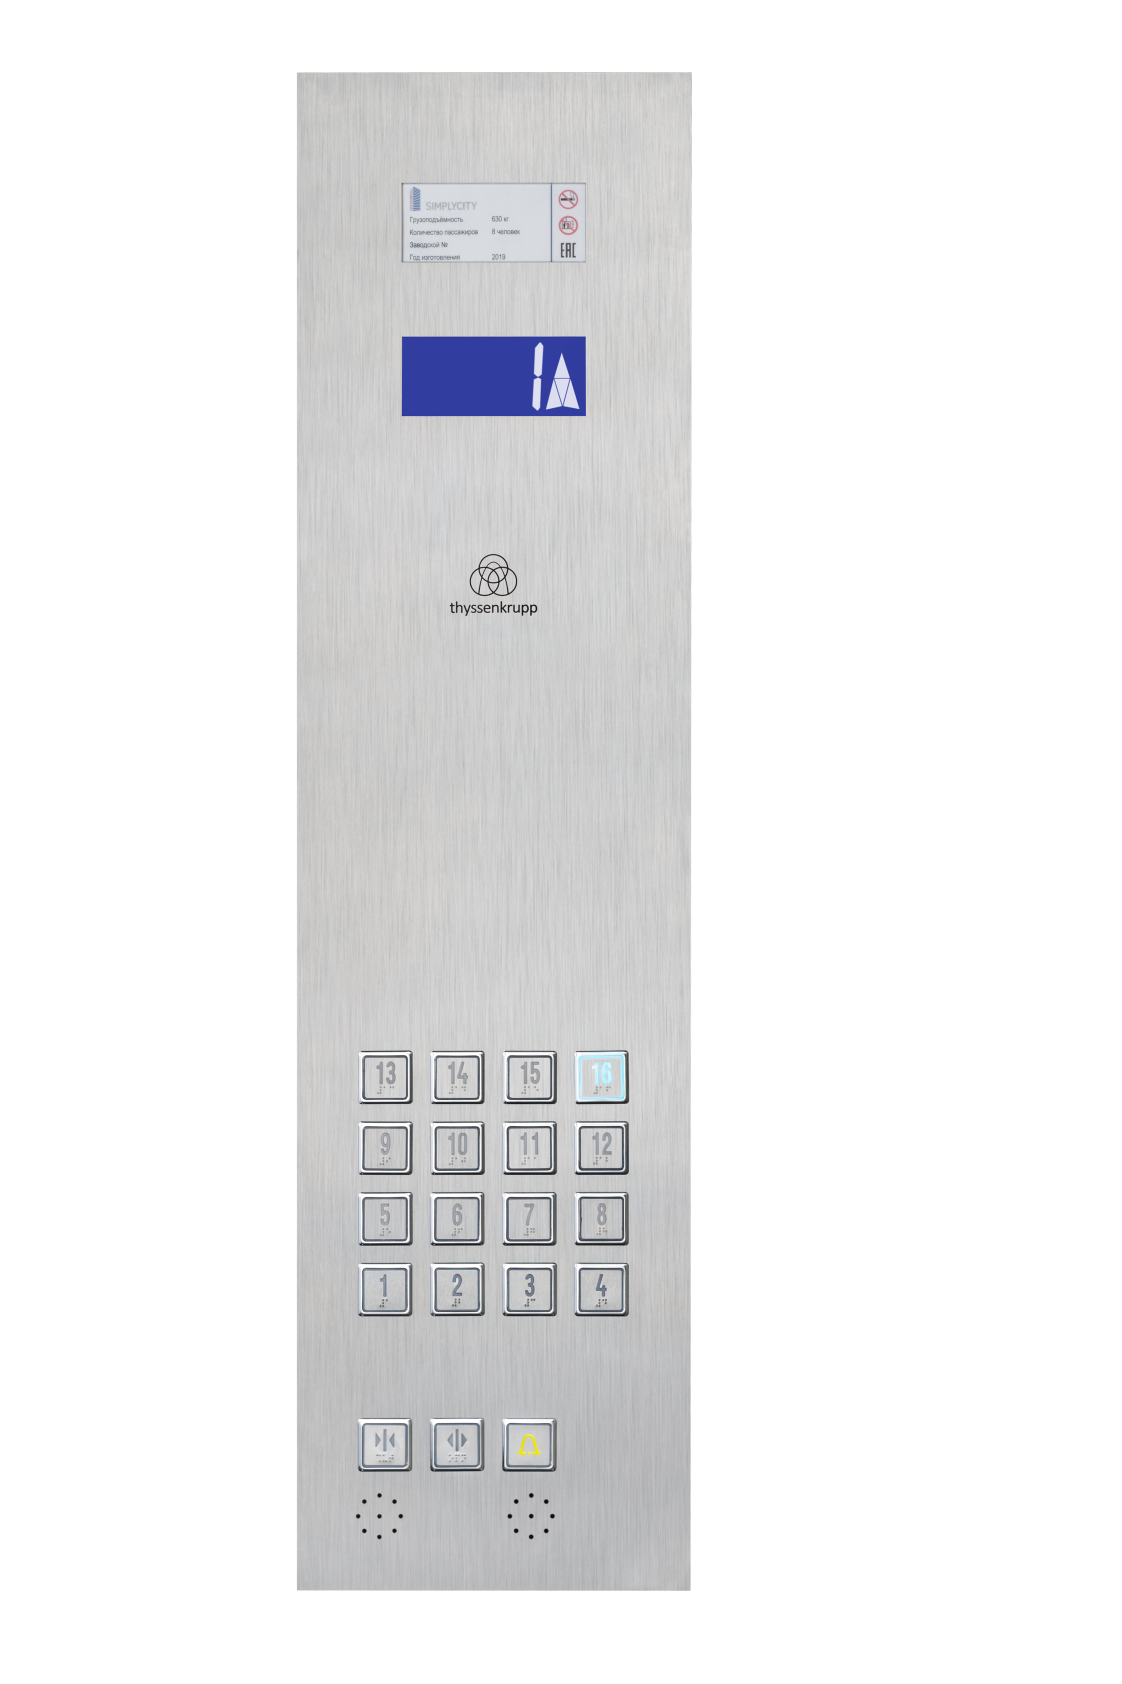 SIMPLYCITY
Грузоподъёмность 630 кг
Количество пассажиров 8 человек
Заводской №
Год изготовления 2019
EAC
1
thyssenkrupp
13 14 15 16
9 10 11 12
5 6 7 8
1 2 3 4